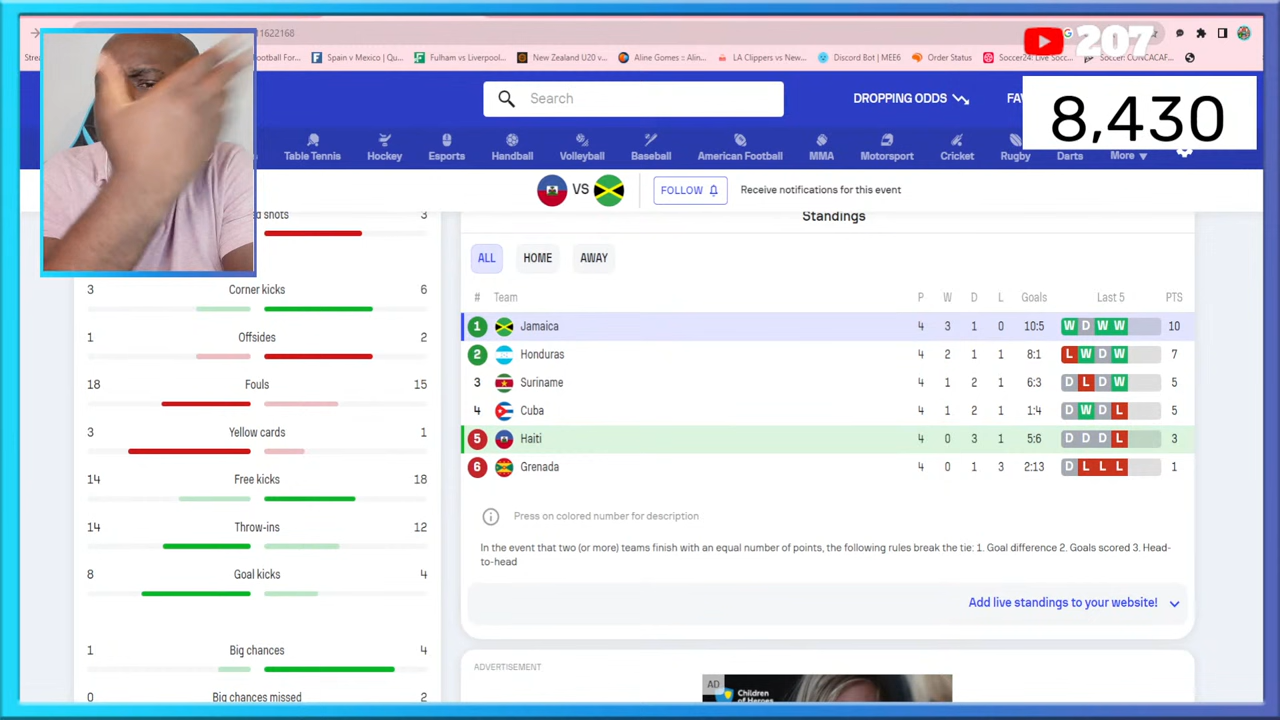 11622168
207
ootball For...
Spain v Mexico | Qu...
Fulham vs Liverpool...
New Zealand U20 v...
Aline Gomes :: Alin...
LA Clippers vs New...
Discord Bot | MEE6
Order Status
Soccer24: Live Socc...
Soccer: CONCACAF...
Search
DROPPING ODDS
FAV
8,430
Table Tennis
Hockey
Esports
Handball
Volleyball
Baseball
American Football
MMA
Motorsport
Cricket
Rugby
Darts
More
VS
FOLLOW
Receive notifications for this event
d shots 3
3 Corner kicks 6
1 Offsides 2
18 Fouls 15
3 Yellow cards 1
14 Free kicks 18
14 Throw-ins 12
8 Goal kicks 4
1 Big chances 4
0 Big chances missed 2
Standings
ALL HOME AWAY
# Team P W D L Goals Last 5 PTS
1 Jamaica 4 3 1 0 10:5 W D W W 10
2 Honduras 4 2 1 1 8:1 L W D W 7
3 Suriname 4 1 2 1 6:3 D L D W 5
4 Cuba 4 1 2 1 1:4 D W D L 5
5 Haiti 4 0 3 1 5:6 D D D L 3
6 Grenada 4 0 1 3 2:13 D L L L 1
Press on colored number for description
In the event that two (or more) teams finish with an equal number of points, the following rules break the tie: 1. Goal difference 2. Goals scored 3. Head-
to-head
Add live standings to your website!
ADVERTISEMENT
AD
Children
of Heroes